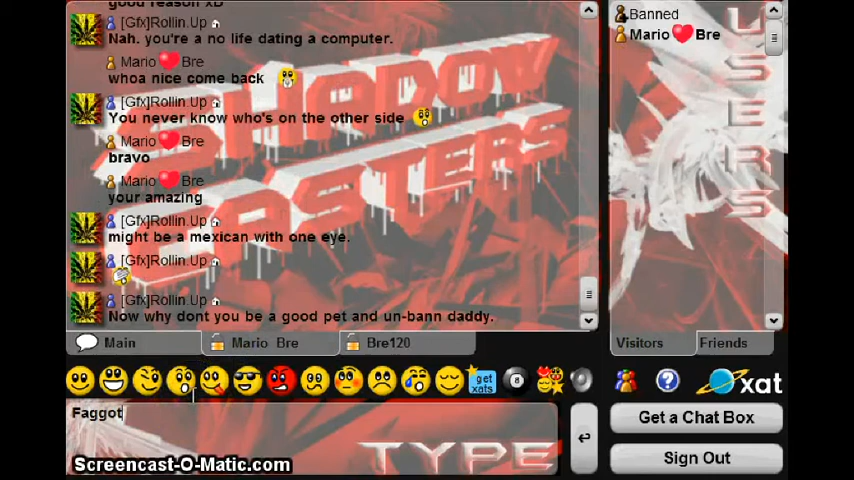 good reason xD
[Gfx]Rollin.Up
Nah. you're a no life dating a computer.
Mario Bre
whoa nice come back
[Gfx]Rollin.Up
You never know who's on the other side
Mario Bre
bravo
Mario Bre
your amazing
[Gfx]Rollin.Up
might be a mexican with one eye.
[Gfx]Rollin.Up
[Gfx]Rollin.Up
Now why dont you be a good pet and un-bann daddy.
SHADOW
CASTERS
Banned
Mario Bre
USERS
Main
Mario Bre
Bre120
Visitors
Friends
get
xats
8
?
xat
Faggot
TYPE
Get a Chat Box
Sign Out
Screencast-O-Matic.com